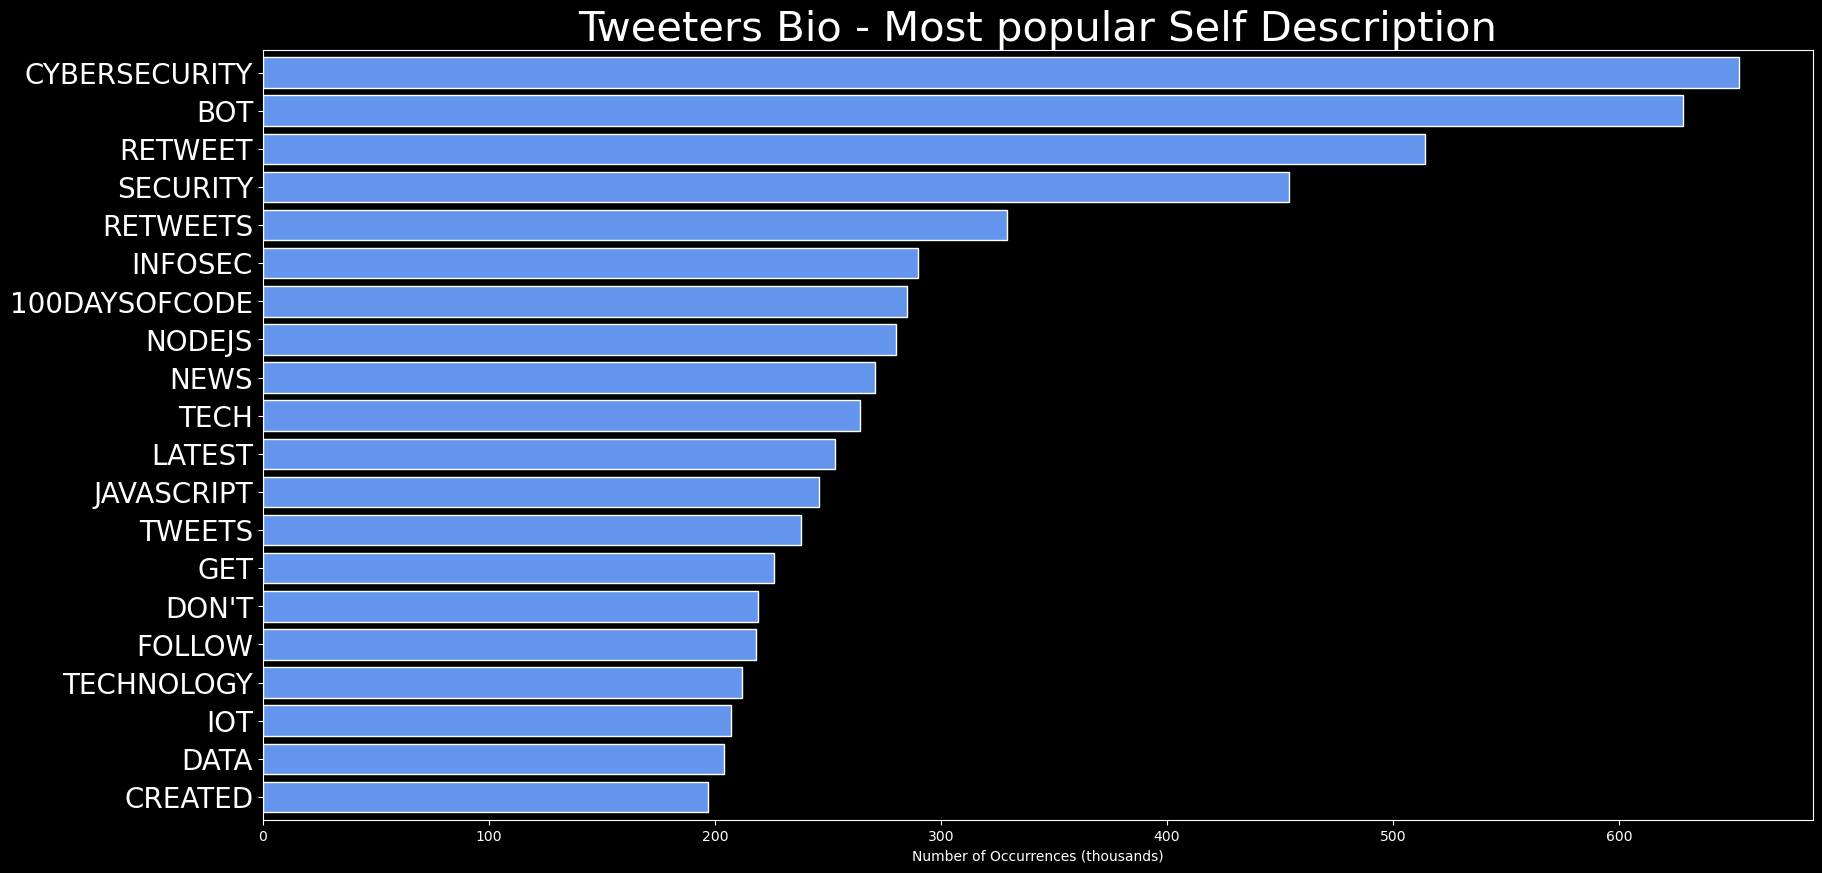 Tweeters Bio - Most popular Self Description
CYBERSECURITY
BOT
RETWEET
SECURITY
RETWEETS
INFOSEC
100DAYSOFCODE
NODEJS
NEWS
TECH
LATEST
JAVASCRIPT
TWEETS
GET
DON'T
FOLLOW
TECHNOLOGY
IOT
DATA
CREATED
0 100 200 300 400 500 600
Number of Occurrences (thousands)